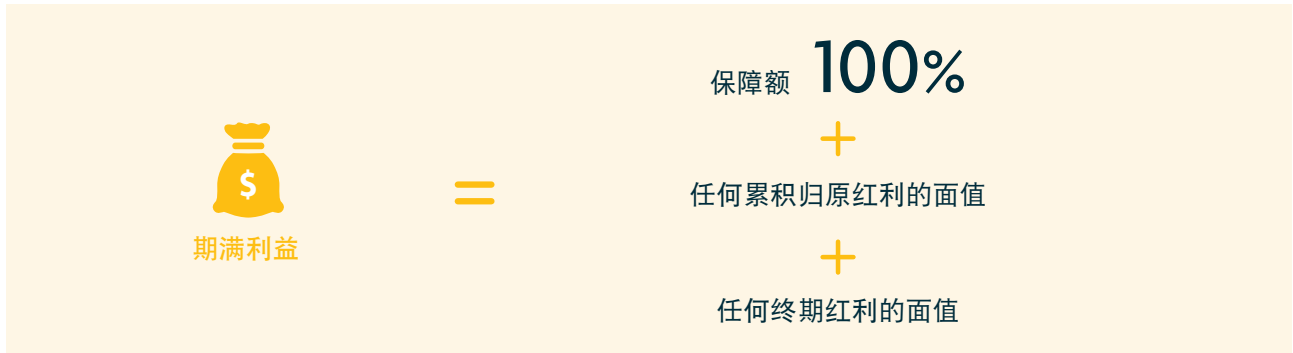 保障额 100%
+
任何累积归原红利的面值
+
任何终期红利的面值
=
$
期满利益